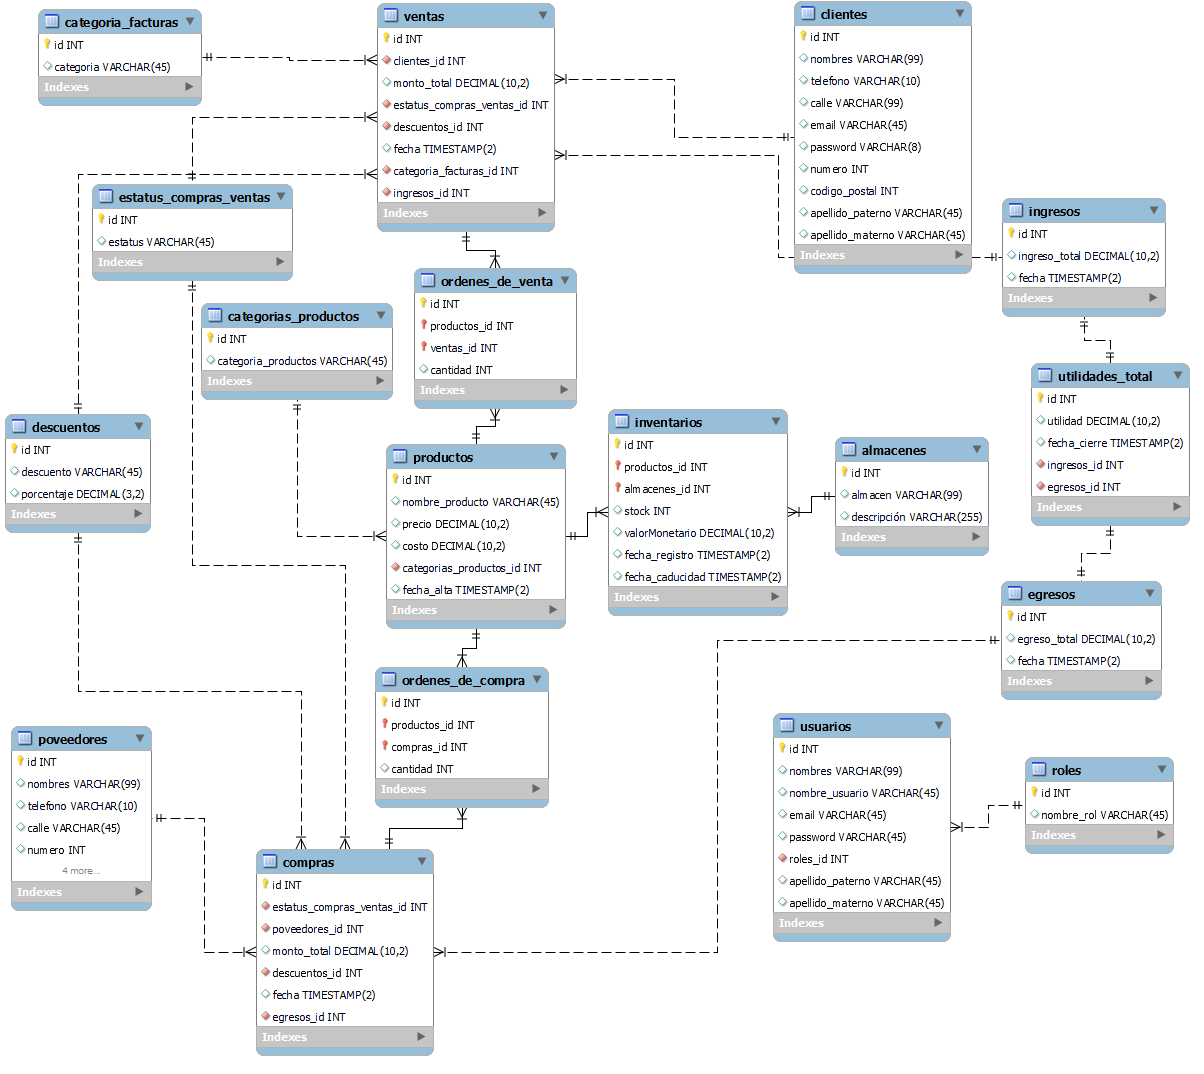 categoria_facturas
id INT
categoria VARCHAR(45)
Indexes
ventas
id INT
clientes_id INT
monto_total DECIMAL(10,2)
estatus_compras_ventas_id INT
descuentos_id INT
fecha TIMESTAMP(2)
categoria_facturas_id INT
ingresos_id INT
Indexes
clientes
id INT
nombres VARCHAR(99)
telefono VARCHAR(10)
calle VARCHAR(99)
email VARCHAR(45)
password VARCHAR(8)
numero INT
codigo_postal INT
apellido_paterno VARCHAR(45)
apellido_materno VARCHAR(45)
Indexes
estatus_compras_ventas
id INT
estatus VARCHAR(45)
Indexes
ingresos
id INT
ingreso_total DECIMAL(10,2)
fecha TIMESTAMP(2)
Indexes
ordenes_de_venta
id INT
productos_id INT
ventas_id INT
cantidad INT
Indexes
categorias_productos
id INT
categoria_productos VARCHAR(45)
Indexes
utilidades_total
id INT
utilidad DECIMAL(10,2)
fecha_cierre TIMESTAMP(2)
ingresos_id INT
egresos_id INT
Indexes
descuentos
id INT
descuento VARCHAR(45)
porcentaje DECIMAL(3,2)
Indexes
inventarios
id INT
productos_id INT
almacenes_id INT
stock INT
valorMonetario DECIMAL(10,2)
fecha_registro TIMESTAMP(2)
fecha_caducidad TIMESTAMP(2)
Indexes
almacenes
id INT
almacen VARCHAR(99)
descripción VARCHAR(255)
Indexes
productos
id INT
nombre_producto VARCHAR(45)
precio DECIMAL(10,2)
costo DECIMAL(10,2)
categorias_productos_id INT
fecha_alta TIMESTAMP(2)
Indexes
egresos
id INT
egreso_total DECIMAL(10,2)
fecha TIMESTAMP(2)
Indexes
ordenes_de_compra
id INT
productos_id INT
compras_id INT
cantidad INT
Indexes
usuarios
id INT
nombres VARCHAR(99)
nombre_usuario VARCHAR(45)
email VARCHAR(45)
password VARCHAR(45)
roles_id INT
apellido_paterno VARCHAR(45)
apellido_materno VARCHAR(45)
Indexes
poveedores
id INT
nombres VARCHAR(99)
telefono VARCHAR(10)
calle VARCHAR(45)
numero INT
4 more...
Indexes
roles
id INT
nombre_rol VARCHAR(45)
Indexes
compras
id INT
estatus_compras_ventas_id INT
poveedores_id INT
monto_total DECIMAL(10,2)
descuentos_id INT
fecha TIMESTAMP(2)
egresos_id INT
Indexes